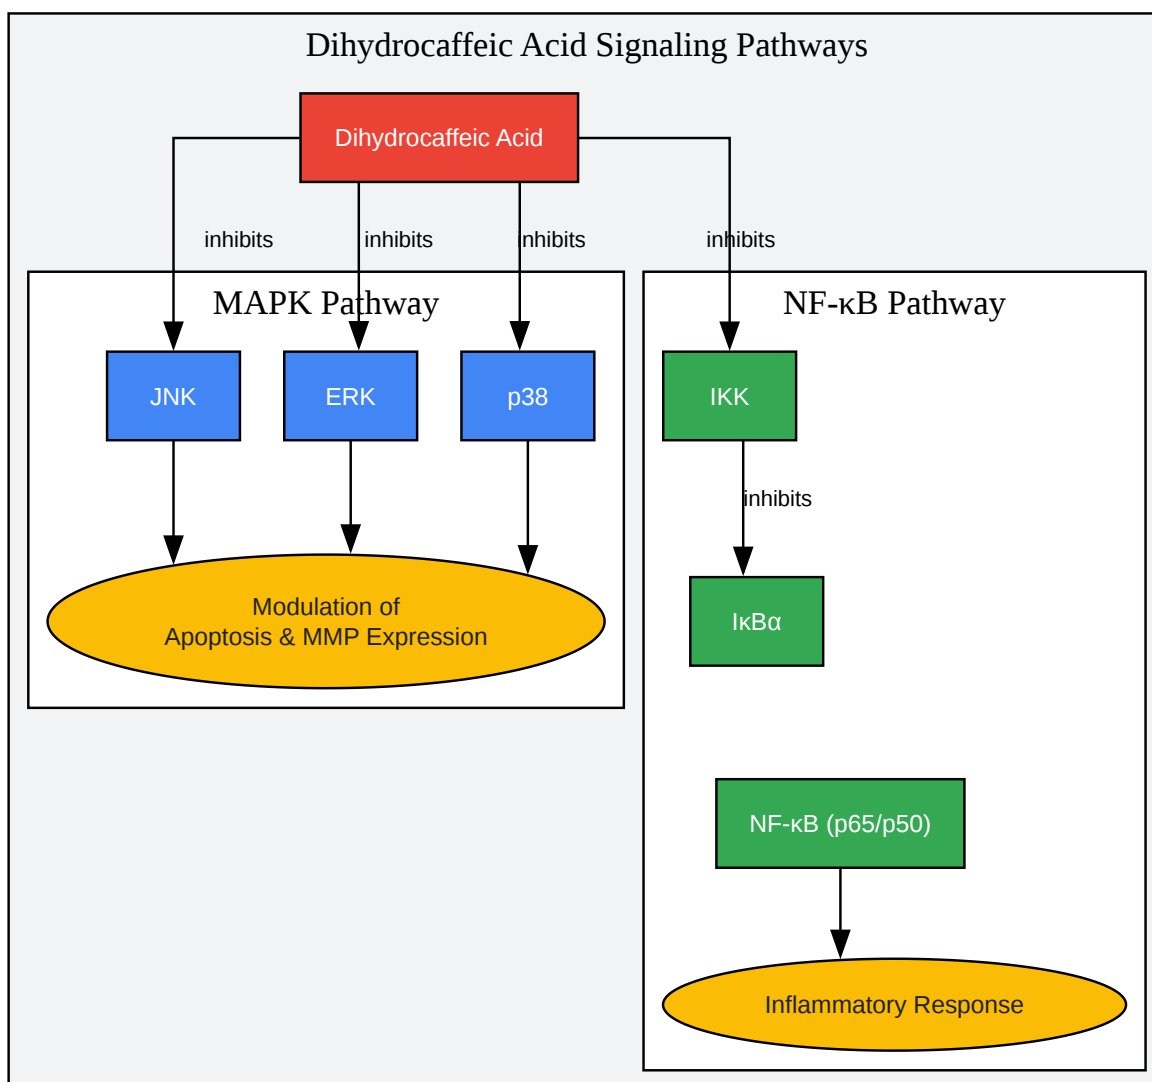 Dihydrocaffeic Acid Signaling Pathways
Dihydrocaffeic Acid
inhibits
inhibits
inhibits
inhibits
MAPK Pathway
NF-κB Pathway
JNK
ERK
p38
IKK
inhibits
Modulation of
Apoptosis & MMP Expression
IκBα
NF-κB (p65/p50)
Inflammatory Response